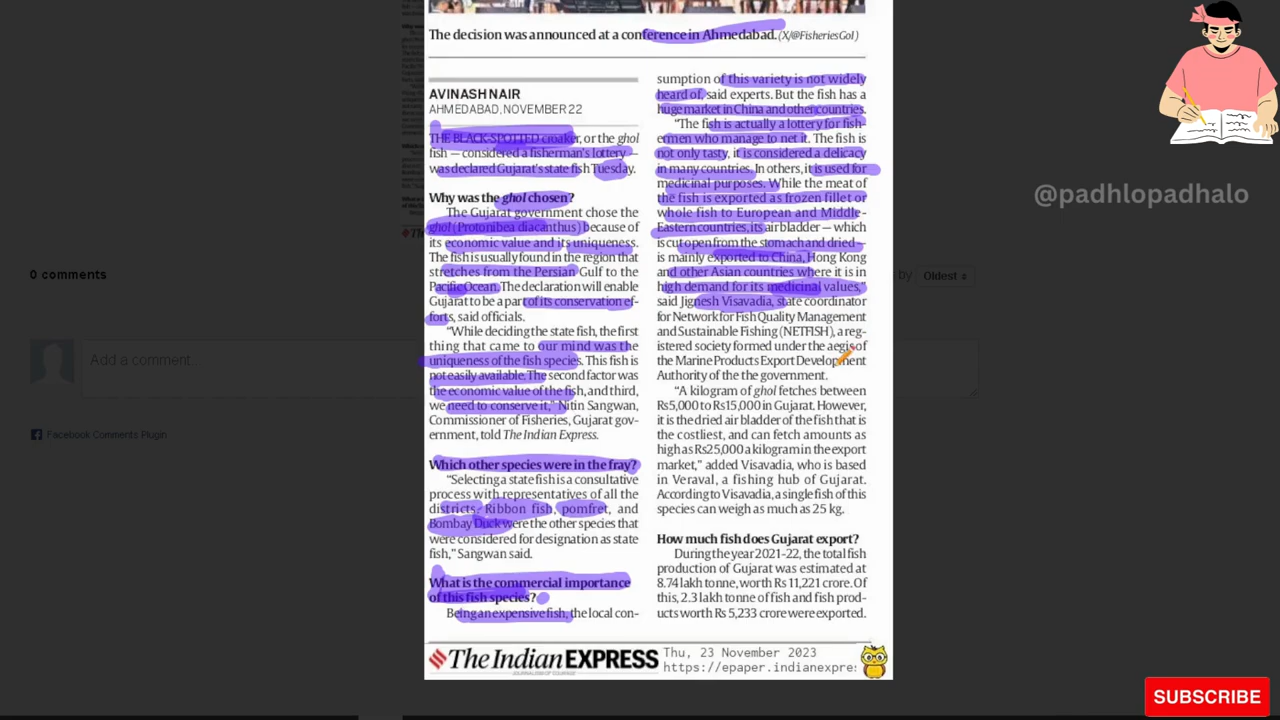 The decision was announced at a conference in Ahmedabad. (X/@FisheriesGoI)
AVINASH NAIR
AHMEDABAD, NOVEMBER 22
THE BLACK-SPOTTED croaker, or the ghol
fish — considered a fisherman's lottery —
was declared Gujarat's state fish Tuesday.
Why was the ghol chosen?
The Gujarat government chose the
ghol (Protonibea diacanthus) because of
its economic value and its uniqueness.
The fish is usually found in the region that
stretches from the Persian Gulf to the
Pacific Ocean. The declaration will enable
Gujarat to be a part of its conservation ef-
forts, said officials.
"While deciding the state fish, the first
thing that came to our mind was the
uniqueness of the fish species. This fish is
not easily available. The second factor was
the economic value of the fish, and third,
we need to conserve it," Nitin Sangwan,
Commissioner of Fisheries, Gujarat gov-
ernment, told The Indian Express.
Which other species were in the fray?
"Selecting a state fish is a consultative
process with representatives of all the
districts. Ribbon fish, pomfret, and
Bombay Duck were the other species that
were considered for designation as state
fish," Sangwan said.
What is the commercial importance
of this fish species?
Being an expensive fish, the local con-
sumption of this variety is not widely
heard of, said experts. But the fish has a
huge market in China and other countries.
"The fish is actually a lottery for fish-
ermen who manage to net it. The fish is
not only tasty, it is considered a delicacy
in many countries. In others, it is used for
medicinal purposes. While the meat of
the fish is exported as frozen fillet or
whole fish to European and Middle-
Eastern countries, its air bladder — which
is cut open from the stomach and dried —
is mainly exported to China, Hong Kong
and other Asian countries where it is in
high demand for its medicinal values,"
said Jignesh Visavadia, state coordinator
for Network for Fish Quality Management
and Sustainable Fishing (NETFISH), a reg-
istered society formed under the aegis of
the Marine Products Export Development
Authority of the the government.
"A kilogram of ghol fetches between
Rs5,000 to Rs15,000 in Gujarat. However,
it is the dried air bladder of the fish that is
the costliest, and can fetch amounts as
high as Rs25,000 a kilogram in the export
market," added Visavadia, who is based
in Veraval, a fishing hub of Gujarat.
According to Visavadia, a single fish of this
species can weigh as much as 25 kg.
How much fish does Gujarat export?
During the year 2021-22, the total fish
production of Gujarat was estimated at
8.74 lakh tonne, worth Rs 11,221 crore. Of
this, 2.3 lakh tonne of fish and fish prod-
ucts worth Rs 5,233 crore were exported.
The Indian EXPRESS
JOURNALISM OF COURAGE
Thu, 23 November 2023
https://epaper.indianexpre
0 comments
by Oldest
Add a comment...
Facebook Comments Plugin
@padhlopadhalo
SUBSCRIBE